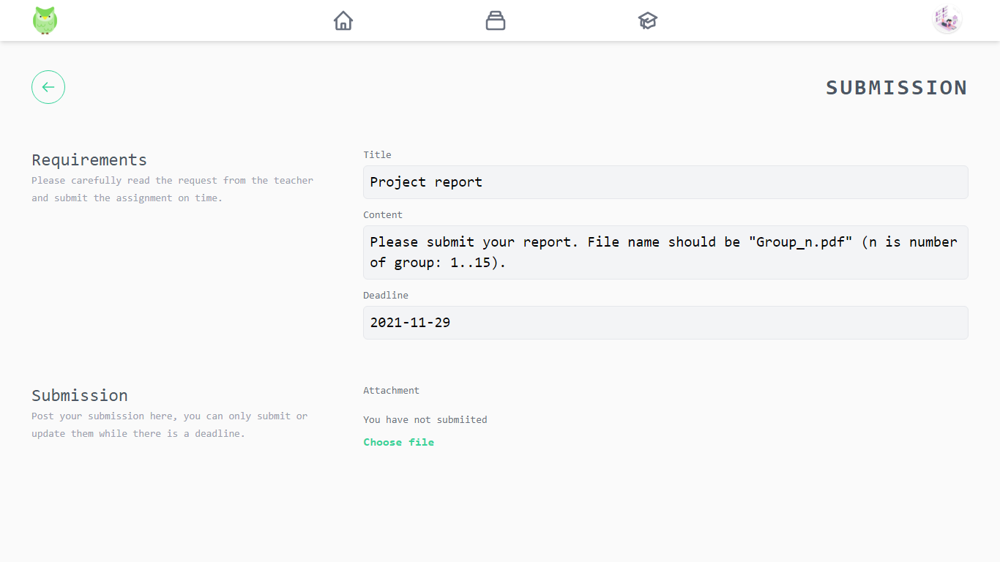 SUBMISSION
Requirements
Please carefully read the request from the teacher
and submit the assignment on time.
Title
Project report
Content
Please submit your report. File name should be "Group_n.pdf" (n is number
of group: 1..15).
Deadline
2021-11-29
Submission
Post your submission here, you can only submit or
update them while there is a deadline.
Attachment
You have not submiited
Choose file